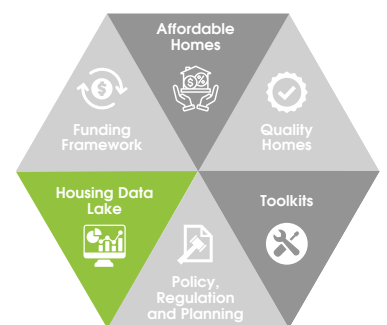 Affordable
Homes
Funding
Framework
Quality
Homes
Housing Data
Lake
Toolkits
Policy,
Regulation
and Planning